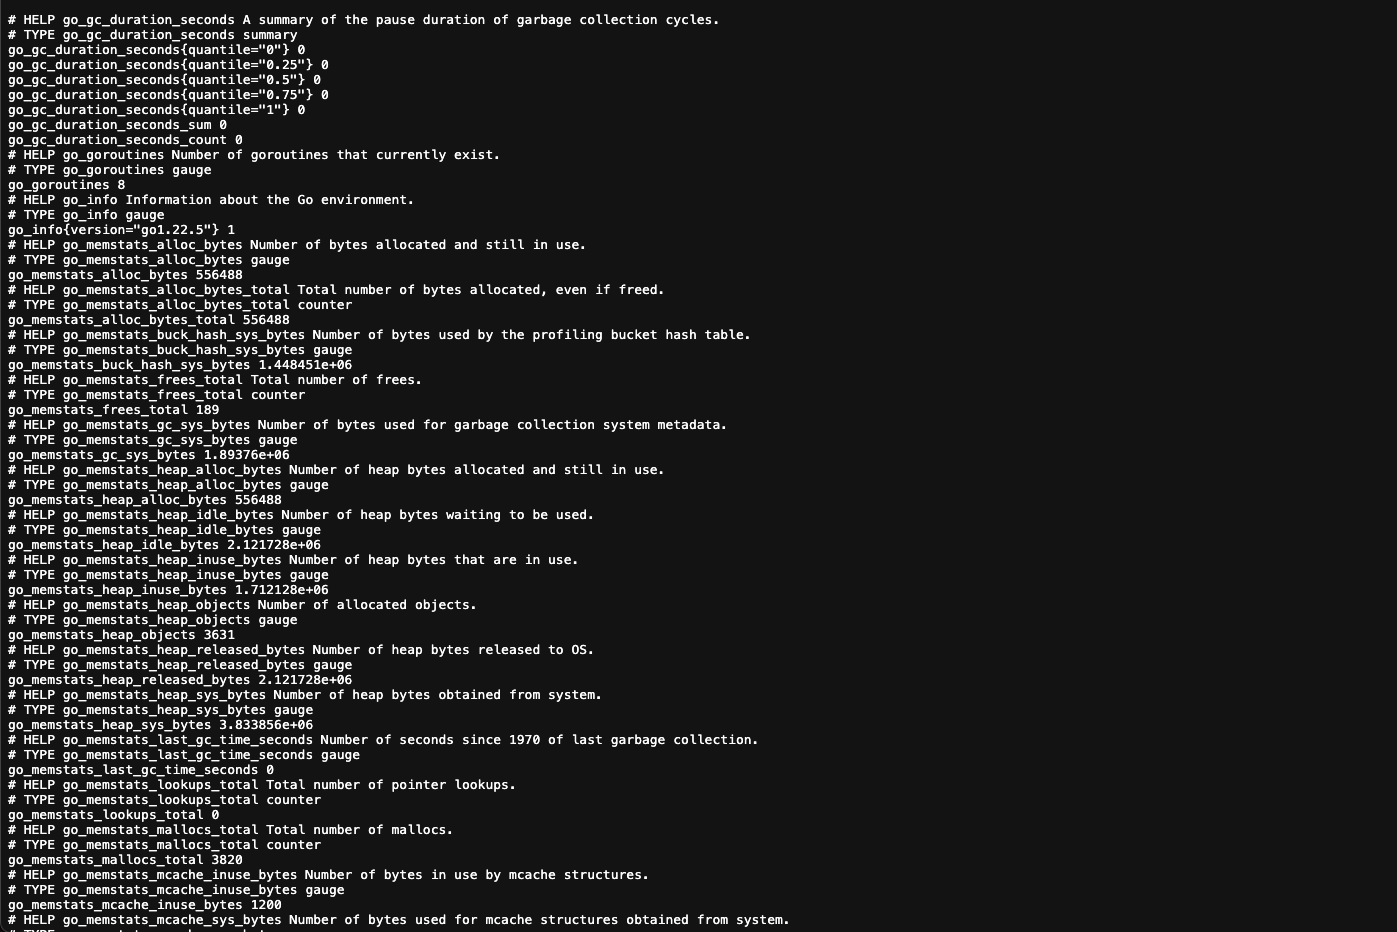 # HELP go_gc_duration_seconds A summary of the pause duration of garbage collection cycles.
# TYPE go_gc_duration_seconds summary
go_gc_duration_seconds{quantile="0"} 0
go_gc_duration_seconds{quantile="0.25"} 0
go_gc_duration_seconds{quantile="0.5"} 0
go_gc_duration_seconds{quantile="0.75"} 0
go_gc_duration_seconds{quantile="1"} 0
go_gc_duration_seconds_sum 0
go_gc_duration_seconds_count 0
# HELP go_goroutines Number of goroutines that currently exist.
# TYPE go_goroutines gauge
go_goroutines 8
# HELP go_info Information about the Go environment.
# TYPE go_info gauge
go_info{version="go1.22.5"} 1
# HELP go_memstats_alloc_bytes Number of bytes allocated and still in use.
# TYPE go_memstats_alloc_bytes gauge
go_memstats_alloc_bytes 556488
# HELP go_memstats_alloc_bytes_total Total number of bytes allocated, even if freed.
# TYPE go_memstats_alloc_bytes_total counter
go_memstats_alloc_bytes_total 556488
# HELP go_memstats_buck_hash_sys_bytes Number of bytes used by the profiling bucket hash table.
# TYPE go_memstats_buck_hash_sys_bytes gauge
go_memstats_buck_hash_sys_bytes 1.448451e+06
# HELP go_memstats_frees_total Total number of frees.
# TYPE go_memstats_frees_total counter
go_memstats_frees_total 189
# HELP go_memstats_gc_sys_bytes Number of bytes used for garbage collection system metadata.
# TYPE go_memstats_gc_sys_bytes gauge
go_memstats_gc_sys_bytes 1.89376e+06
# HELP go_memstats_heap_alloc_bytes Number of heap bytes allocated and still in use.
# TYPE go_memstats_heap_alloc_bytes gauge
go_memstats_heap_alloc_bytes 556488
# HELP go_memstats_heap_idle_bytes Number of heap bytes waiting to be used.
# TYPE go_memstats_heap_idle_bytes gauge
go_memstats_heap_idle_bytes 2.121728e+06
# HELP go_memstats_heap_inuse_bytes Number of heap bytes that are in use.
# TYPE go_memstats_heap_inuse_bytes gauge
go_memstats_heap_inuse_bytes 1.712128e+06
# HELP go_memstats_heap_objects Number of allocated objects.
# TYPE go_memstats_heap_objects gauge
go_memstats_heap_objects 3631
# HELP go_memstats_heap_released_bytes Number of heap bytes released to OS.
# TYPE go_memstats_heap_released_bytes gauge
go_memstats_heap_released_bytes 2.121728e+06
# HELP go_memstats_heap_sys_bytes Number of heap bytes obtained from system.
# TYPE go_memstats_heap_sys_bytes gauge
go_memstats_heap_sys_bytes 3.833856e+06
# HELP go_memstats_last_gc_time_seconds Number of seconds since 1970 of last garbage collection.
# TYPE go_memstats_last_gc_time_seconds gauge
go_memstats_last_gc_time_seconds 0
# HELP go_memstats_lookups_total Total number of pointer lookups.
# TYPE go_memstats_lookups_total counter
go_memstats_lookups_total 0
# HELP go_memstats_mallocs_total Total number of mallocs.
# TYPE go_memstats_mallocs_total counter
go_memstats_mallocs_total 3820
# HELP go_memstats_mcache_inuse_bytes Number of bytes in use by mcache structures.
# TYPE go_memstats_mcache_inuse_bytes gauge
go_memstats_mcache_inuse_bytes 1200
# HELP go_memstats_mcache_sys_bytes Number of bytes used for mcache structures obtained from system.